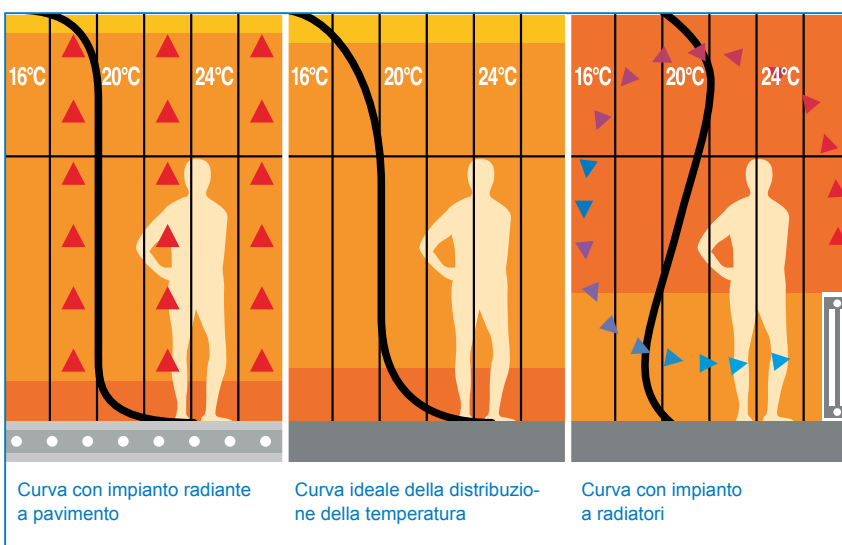 16°C 20°C 24°C
16°C 20°C 24°C
16°C 20°C 24°C
Curva con impianto radiante
a pavimento
Curva ideale della distribuzio-
ne della temperatura
Curva con impianto
a radiatori